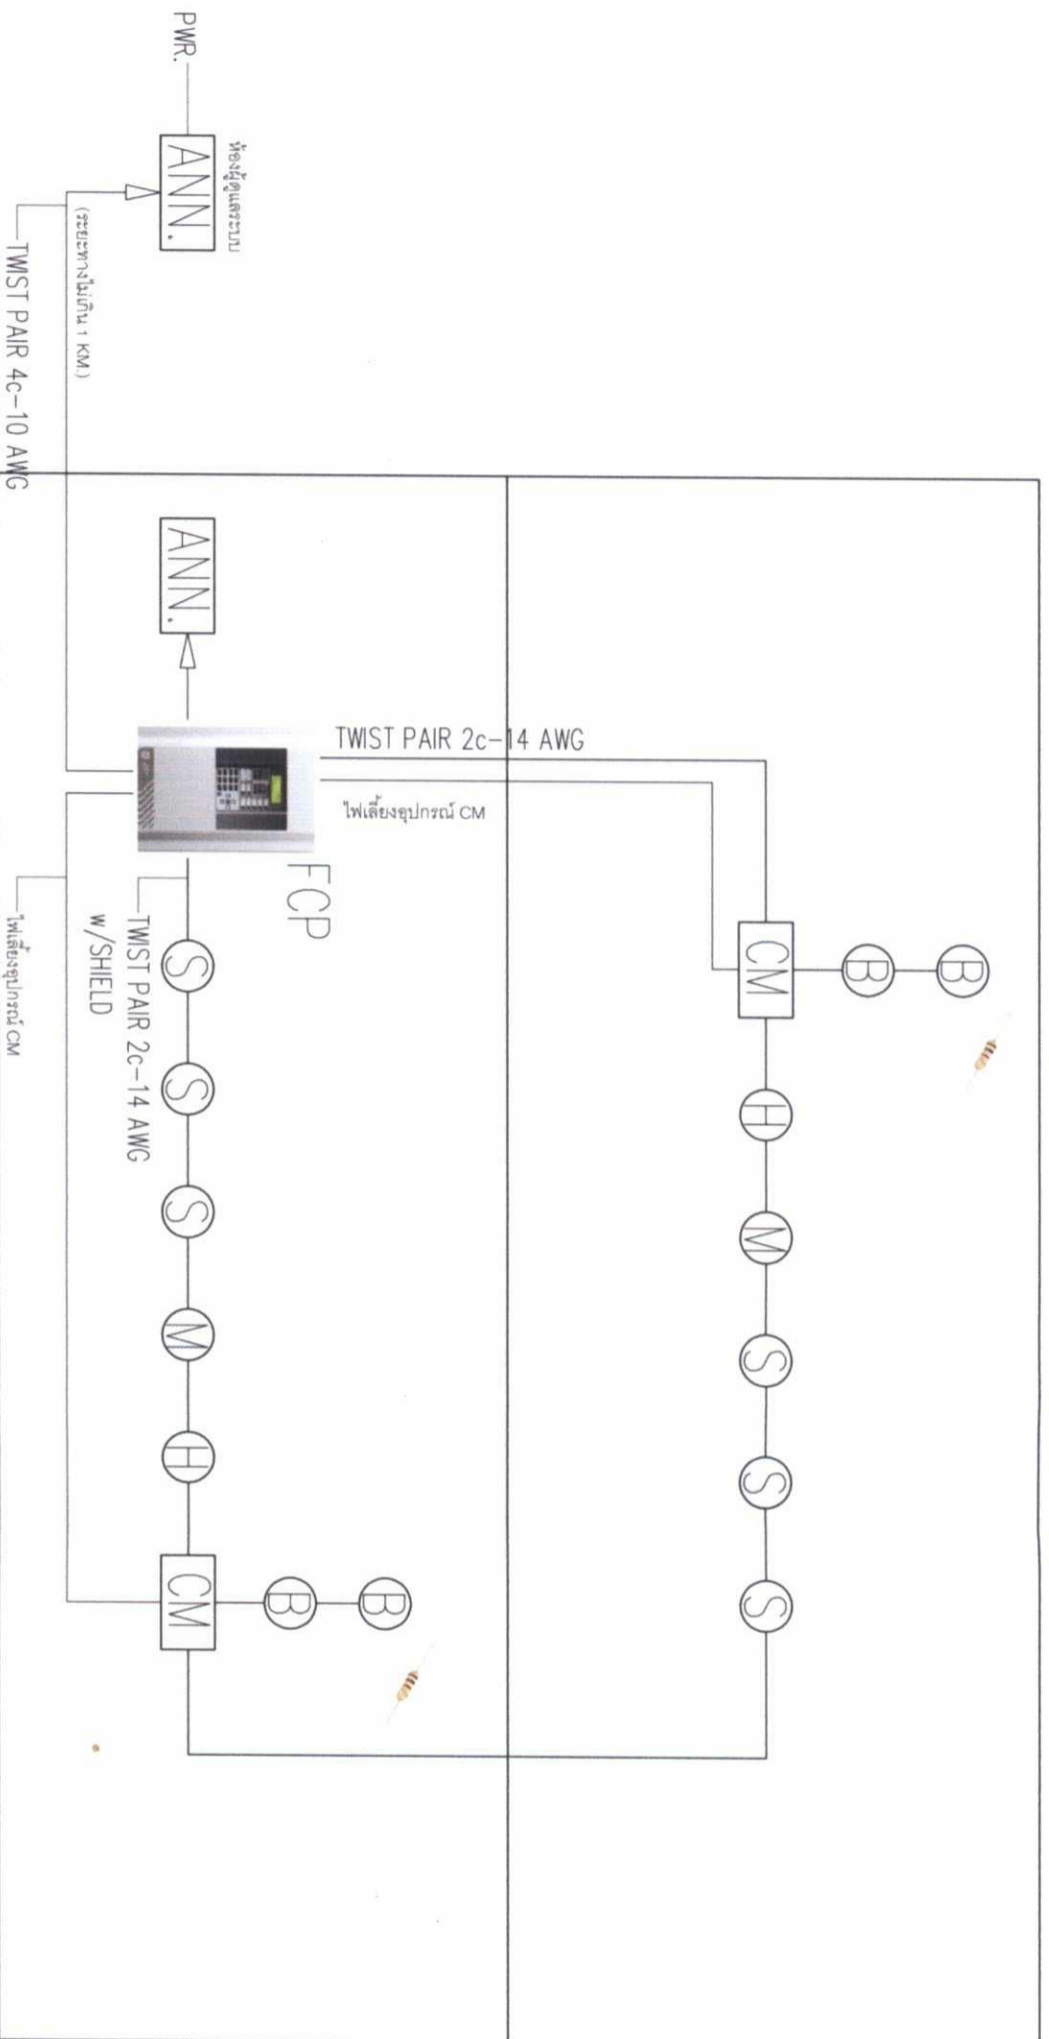 B
B
CM
H
M
S
S
S
TWIST PAIR 2c-14 AWG
ไฟเลี้ยงอุปกรณ์ CM
FCP
B
B
ห้องผู้ดูแลระบบ
PWR.
ANN.
ANN.
S
S
S
M
H
CM
TWIST PAIR 2c-14 AWG
w/SHIELD
(ระยะทางไม่เกิน 1 KM.)
TWIST PAIR 4c-10 AWG
ไฟเลี้ยงอุปกรณ์ CM